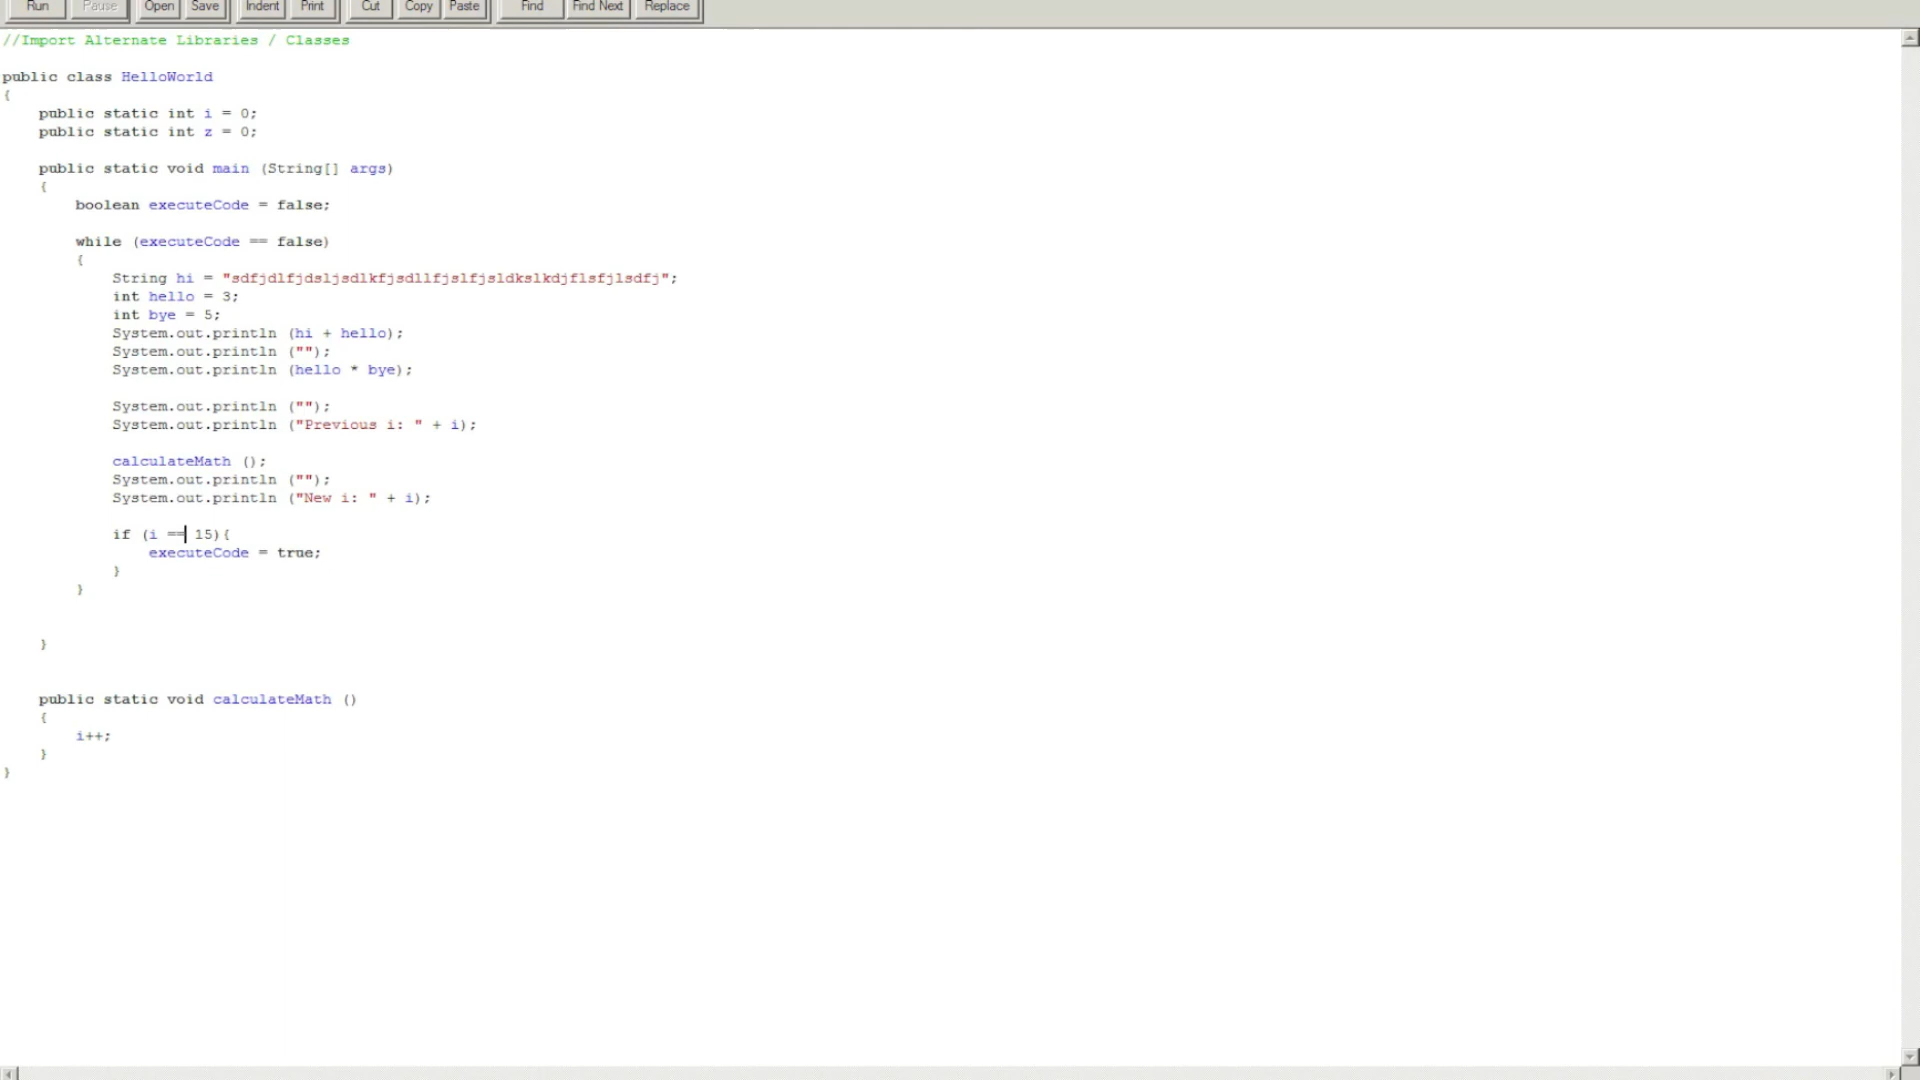 Run Pause Open Save Indent Print Cut Copy Paste Find Find Next Replace
//Import Alternate Libraries / Classes
public class HelloWorld
{
public static int i = 0;
public static int z = 0;
public static void main (String[] args)
{
boolean executeCode = false;
while (executeCode == false)
{
String hi = "sdfjdlfjdsljsdlkfjsdllfjslfjsldkslkdjflsfjlsdfj";
int hello = 3;
int bye = 5;
System.out.println (hi + hello);
System.out.println ("");
System.out.println (hello * bye);
System.out.println ("");
System.out.println ("Previous i: " + i);
calculateMath ();
System.out.println ("");
System.out.println ("New i: " + i);
if (i == 15){
executeCode = true;
}
}
}
public static void calculateMath ()
{
i++;
}
}